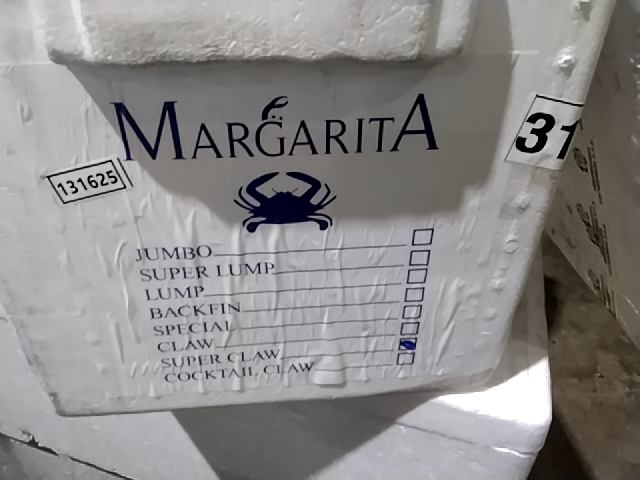 MARGARITA
31
131625
JUMBO
SUPER LUMP
LUMP
BACKFIN
SPECIAL
CLAW
SUPER CLAW
COCKTAIL CLAW